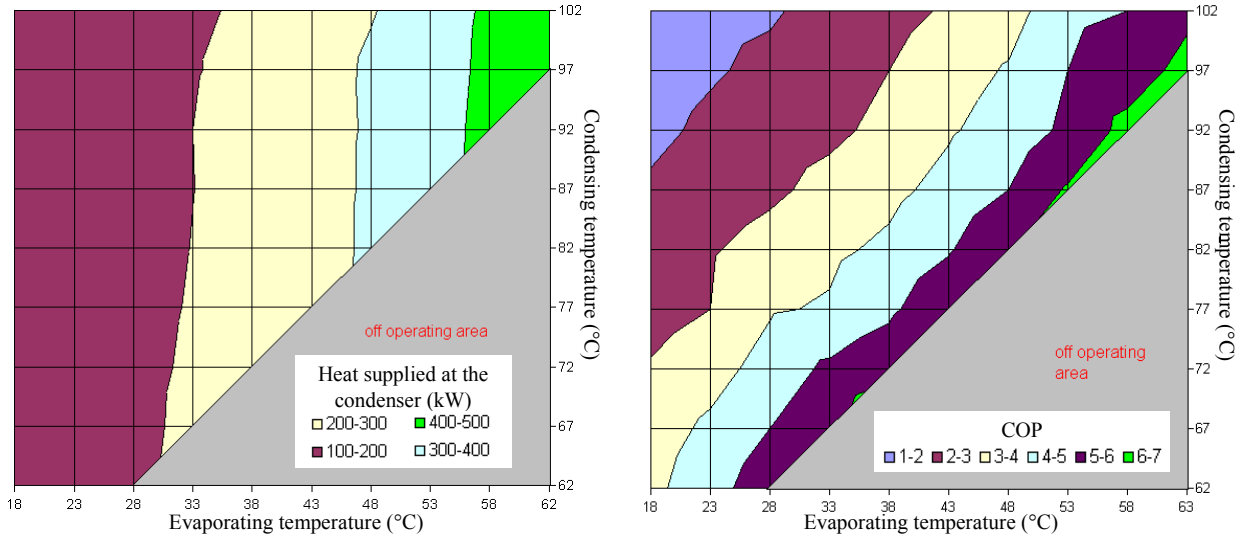 102
97
92
87
82
77
72
67
62
Condensing temperature (°C)
off operating area
Heat supplied at the
condenser (kW)
200-300 400-500
100-200 300-400
18 23 28 33 38 43 48 53 58 62
Evaporating temperature (°C)
102
97
92
87
82
77
72
67
62
Condensing temperature (°C)
off operating
area
COP
1-2 2-3 3-4 4-5 5-6 6-7
18 23 28 33 38 43 48 53 58 63
Evaporating temperature (°C)